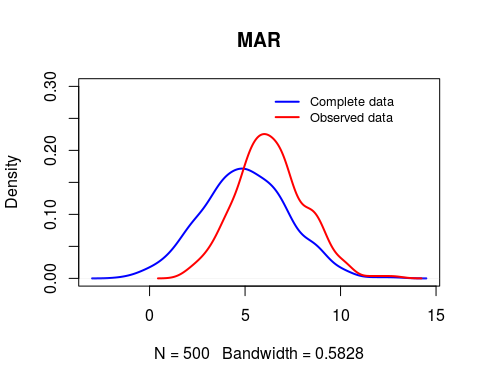 MAR
Complete data
Observed data
Density
0.30
0.20
0.10
0.00
0 5 10 15
N = 500 Bandwidth = 0.5828